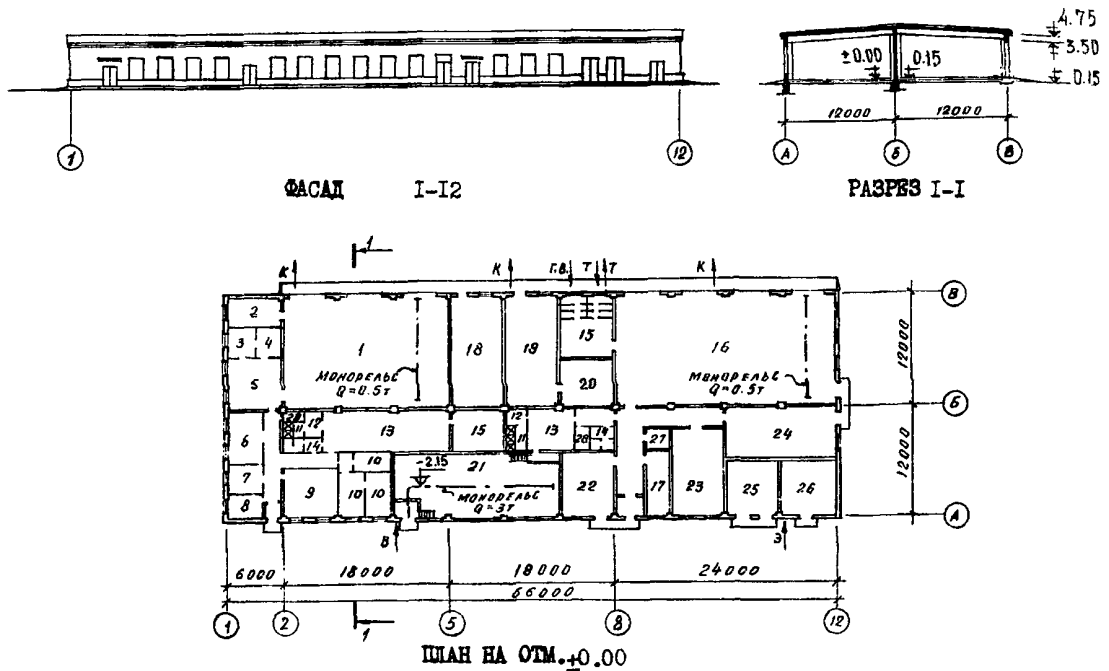 4.75
3.50
±0.00 0.15
0.15
12000 12000
1 12 А Б В
ФАСАД I-I2 РАЗРЕЗ I-I
1
К К Г.В. Т Т К
В
2
3 4 1 18 19 15 16
МОНОРЕЛЬС
Q=0.5т
МОНОРЕЛЬС
Q=0.5т
5 20
12000
Б
28 12 11 14 13 15 12 11 13 28 14 24
6 27
10 21 -2.15
7 9 10 10 22 17 23 25 26
МОНОРЕЛЬС
Q=3т
8
12000
А
В Э
6000 18000 18000 24000
66000
1 2 5 8 12
1
ПЛАН НА ОТМ.±0.00